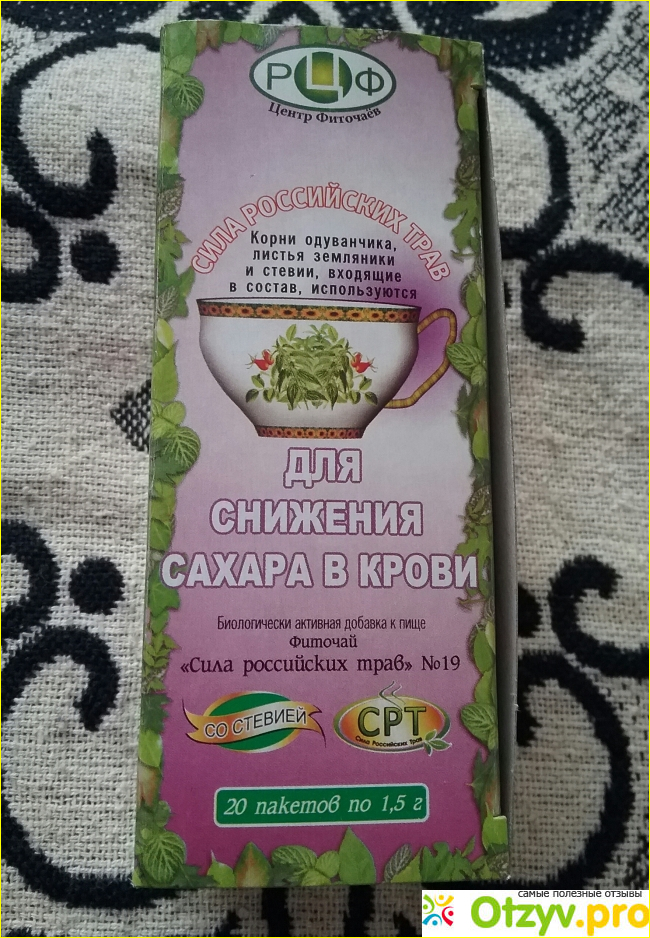 РЦФ
Центр Фиточаёв
СИЛА РОССИЙСКИХ ТРАВ
Корни одуванчика,
листья земляники
и стевии, входящие
в состав, используются
ДЛЯ
СНИЖЕНИЯ
САХАРА В КРОВИ
Биологически активная добавка к пище
Фиточай
«Сила российских трав» №19
СО СТЕВИЕЙ
СРТ
Сила Российских Трав
20 пакетов по 1,5 г
самые полезные отзывы
Otzyv.pro